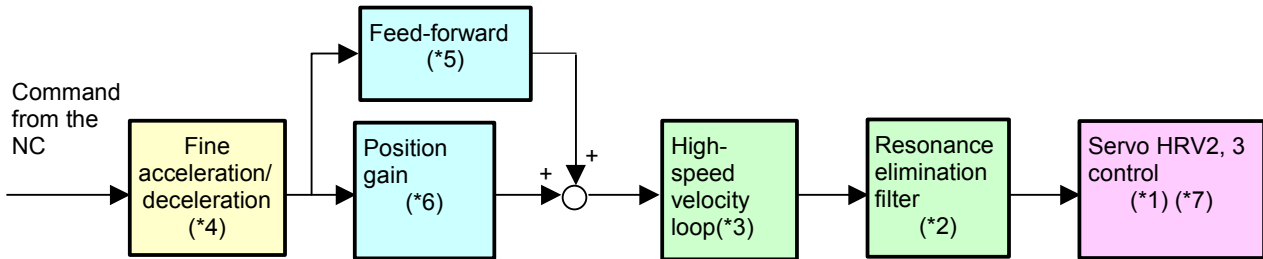 Feed-forward
(*5)
Command
from the
NC
Fine
acceleration/
deceleration
(*4)
Position
gain
(*6)
+
+
High-
speed
velocity
loop(*3)
Resonance
elimination
filter
(*2)
Servo HRV2, 3
control
(*1) (*7)